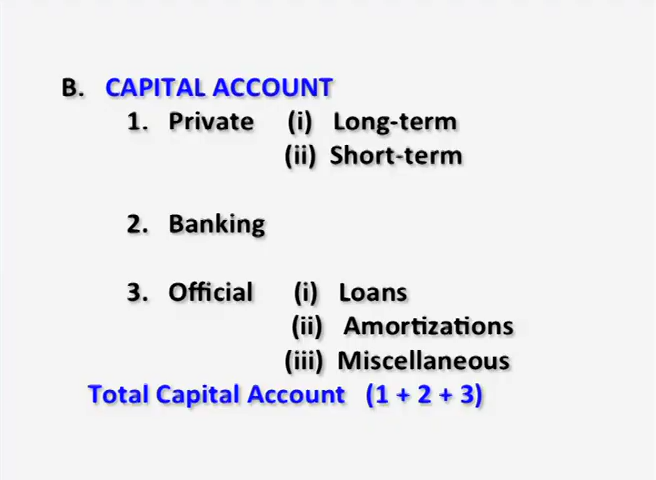 B. CAPITAL ACCOUNT
1. Private (i) Long-term
(ii) Short-term
2. Banking
3. Official (i) Loans
(ii) Amortizations
(iii) Miscellaneous
Total Capital Account (1 + 2 + 3)